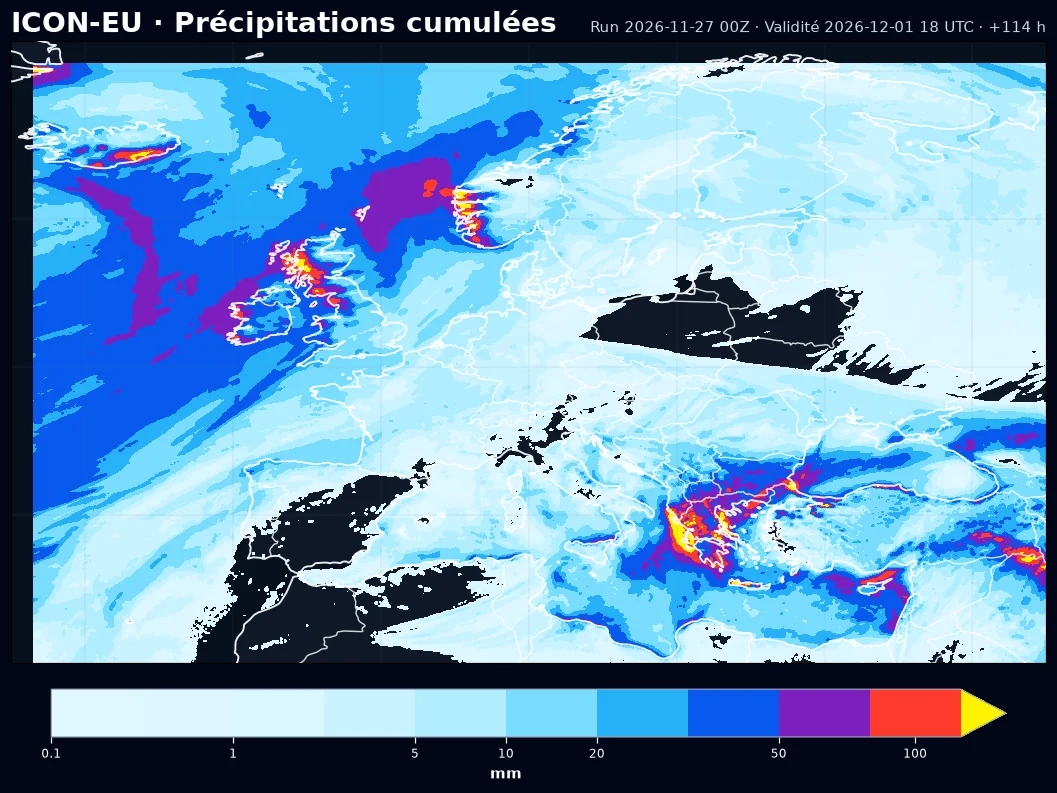 ICON-EU · Précipitations cumulées
Run 2026-11-27 00Z · Validité 2026-12-01 18 UTC · +114 h
0.1 1 5 10 20 50 100
mm